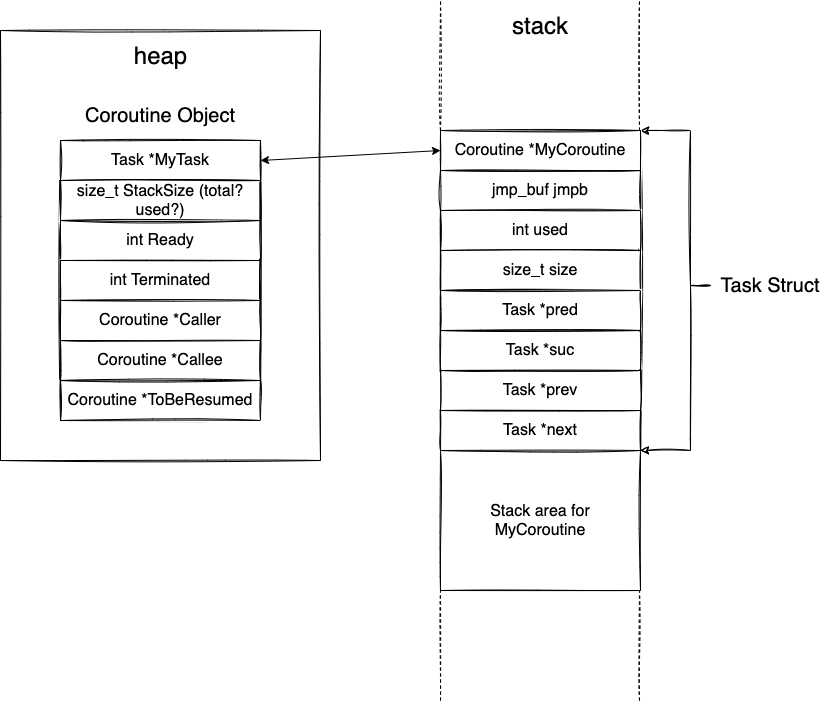 heap
Coroutine Object
Task *MyTask
size_t StackSize (total?
used?)
int Ready
int Terminated
Coroutine *Caller
Coroutine *Callee
Coroutine *ToBeResumed
stack
Coroutine *MyCoroutine
jmp_buf jmpb
int used
size_t size
Task *pred
Task *suc
Task *prev
Task *next
Stack area for
MyCoroutine
Task Struct